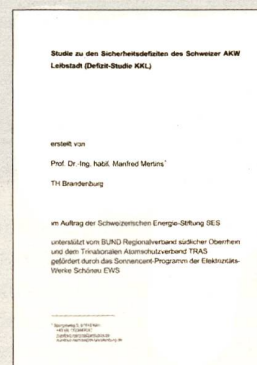 Studie zu den Sicherheitsdefiziten des Schweizer AKW
Leibstadt (Defizit-Studie KKL)
erstellt von
Prof. Dr.-Ing. habil. Manfred Mertins
TH Brandenburg
im Auftrag der Schweizerischen Energie-Stiftung SES
unterstützt vom BUND Regionalverband südlicher Oberrhein
und dem Trinationalen Atomschutzverband TRAS
gefördert durch das Sonnencent-Programm der Elektrizitäts-
Werke Schönau EWS